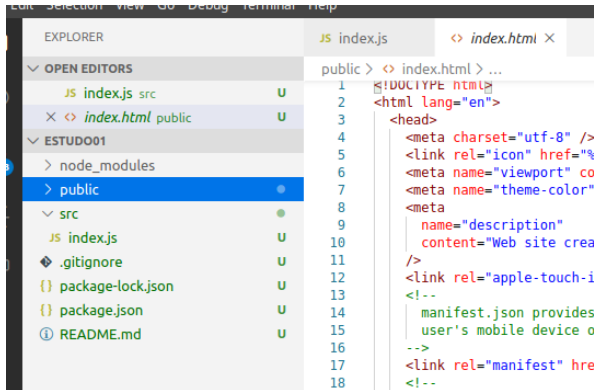 Edit Selection View Go Debug Terminal Help
EXPLORER
OPEN EDITORS
JS index.js src U
<> index.html public U
ESTUDO01
node_modules
public
src
JS index.js U
.gitignore U
{} package-lock.json U
{} package.json U
README.md U
JS index.js <> index.html
public > <> index.html > ...
1 <!DOCTYPE html>
2 <html lang="en">
3 <head>
4 <meta charset="utf-8" />
5 <link rel="icon" href="%
6 <meta name="viewport" co
7 <meta name="theme-color"
8 <meta
9 name="description"
10 content="Web site crea
11 />
12 <link rel="apple-touch-i
13 <!--
14 manifest.json provides
15 user's mobile device o
16 -->
17 <link rel="manifest" hre
18 <!--